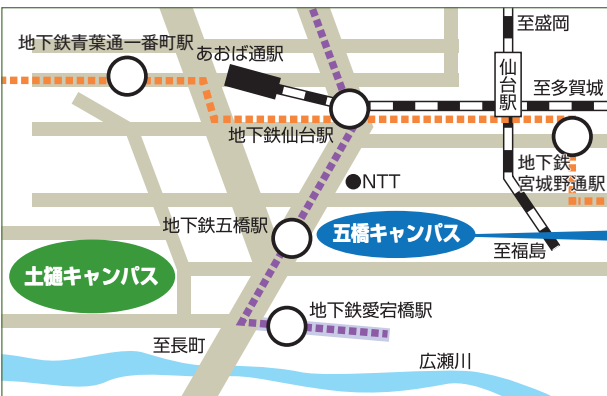 至盛岡
地下鉄青葉通一番町駅
あおば通駅
仙台駅
至多賀城
地下鉄仙台駅
地下鉄
宮城野通駅
●NTT
地下鉄五橋駅
五橋キャンパス
至福島
土樋キャンパス
地下鉄愛宕橋駅
至長町
広瀬川